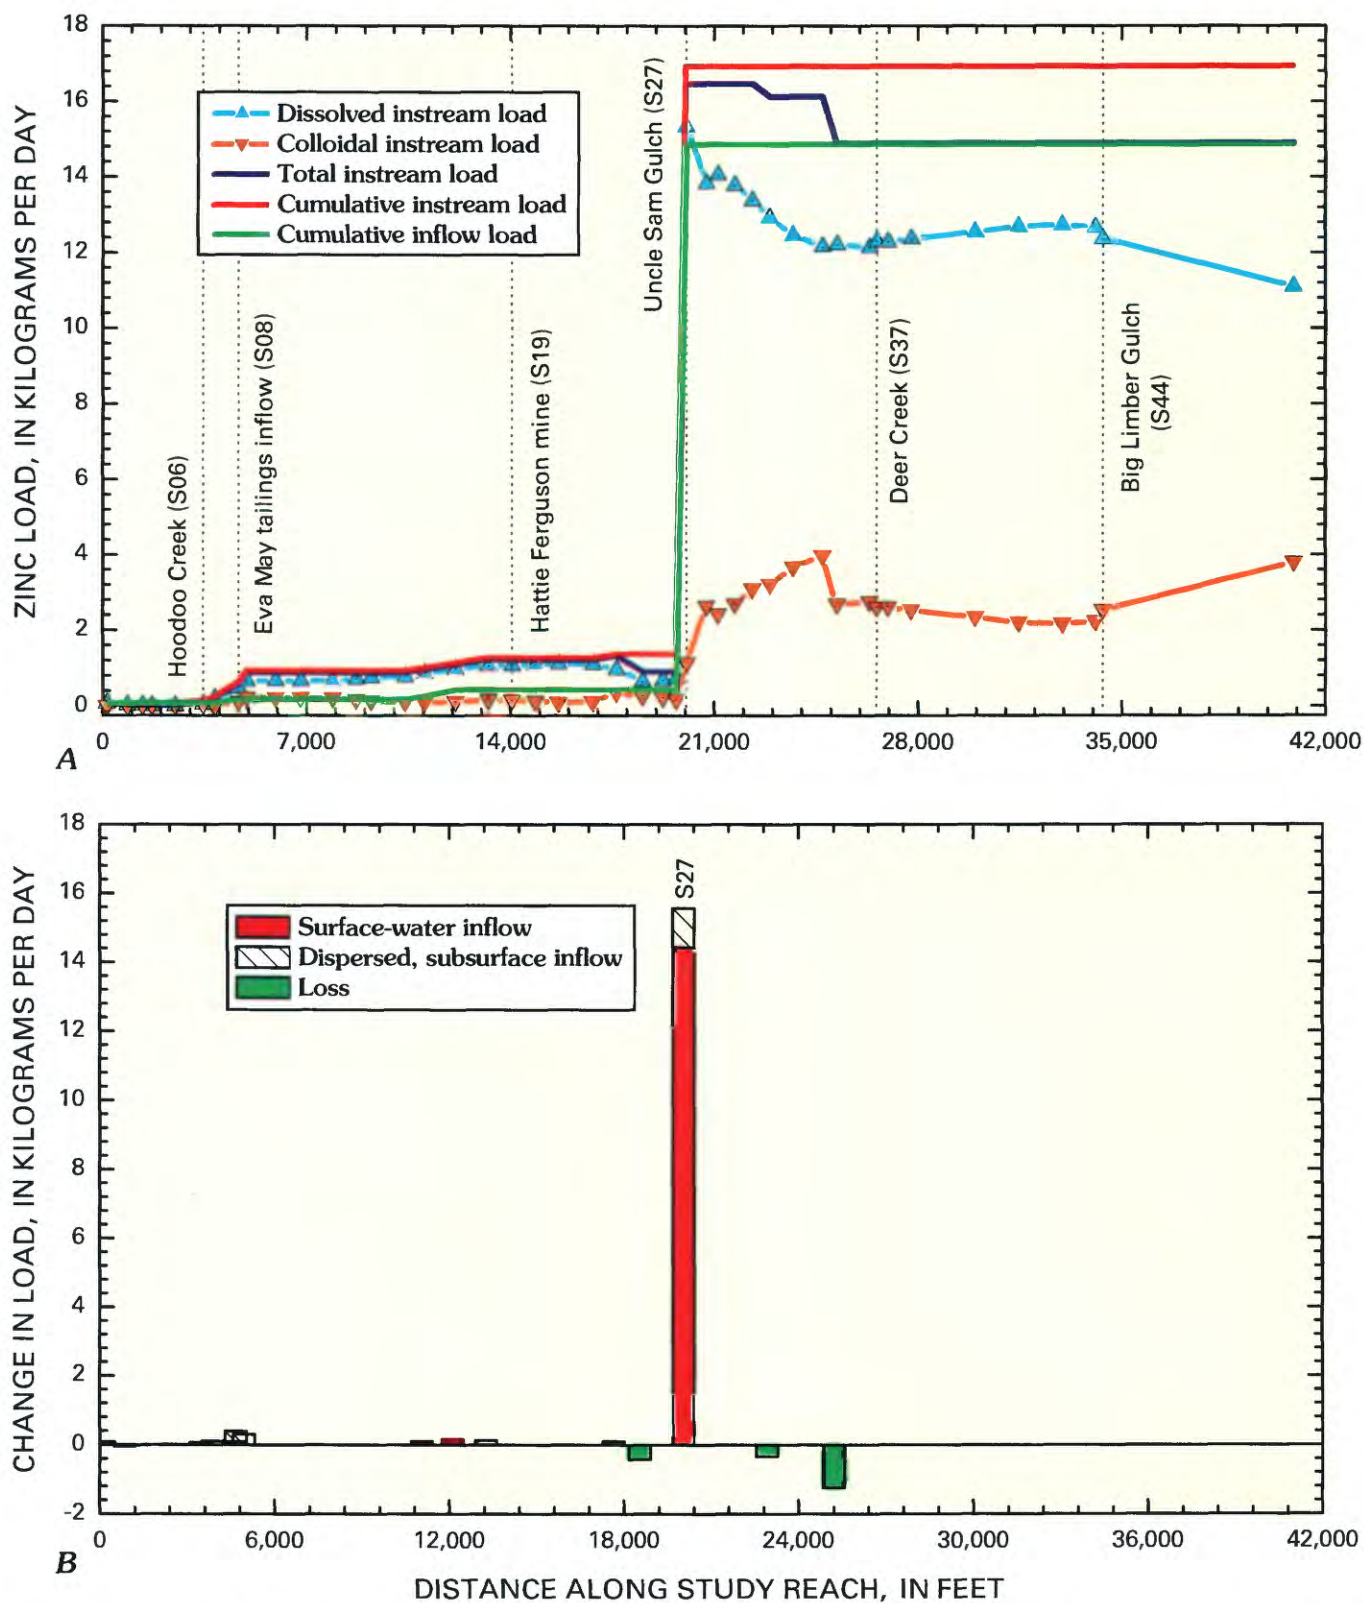 ZINC LOAD, IN KILOGRAMS PER DAY
18
16
14
12
10
8
6
4
2
0
Dissolved instream load
Colloidal instream load
Total instream load
Cumulative instream load
Cumulative inflow load
Hoodoo Creek (S06)
Eva May tailings inflow (S08)
Hattie Ferguson mine (S19)
Uncle Sam Gulch (S27)
Deer Creek (S37)
Big Limber Gulch
(S44)
0 7,000 14,000 21,000 28,000 35,000 42,000
A
CHANGE IN LOAD, IN KILOGRAMS PER DAY
18
16
14
12
10
8
6
4
2
0
-2
Surface-water inflow
Dispersed, subsurface inflow
Loss
S27
0 6,000 12,000 18,000 24,000 30,000 36,000 42,000
B
DISTANCE ALONG STUDY REACH, IN FEET